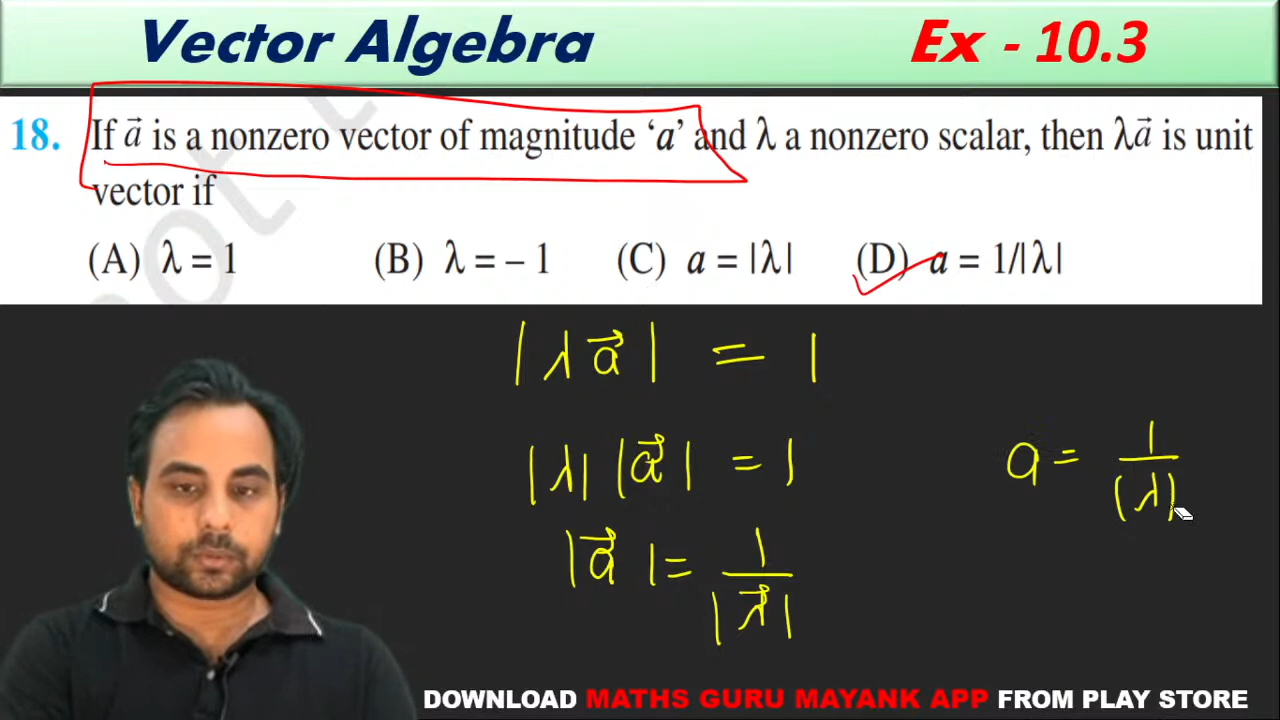 Vector Algebra Ex - 10.3
18. If a⃗ is a nonzero vector of magnitude ‘a’ and λ a nonzero scalar, then λa⃗ is unit
vector if
(A) λ = 1 (B) λ = – 1 (C) a = |λ| (D) a = 1/|λ|
|λa⃗| = 1
|λ| |a⃗| = 1
a = 1/|λ|
|a⃗| = 1/|λ⃗|
DOWNLOAD MATHS GURU MAYANK APP FROM PLAY STORE